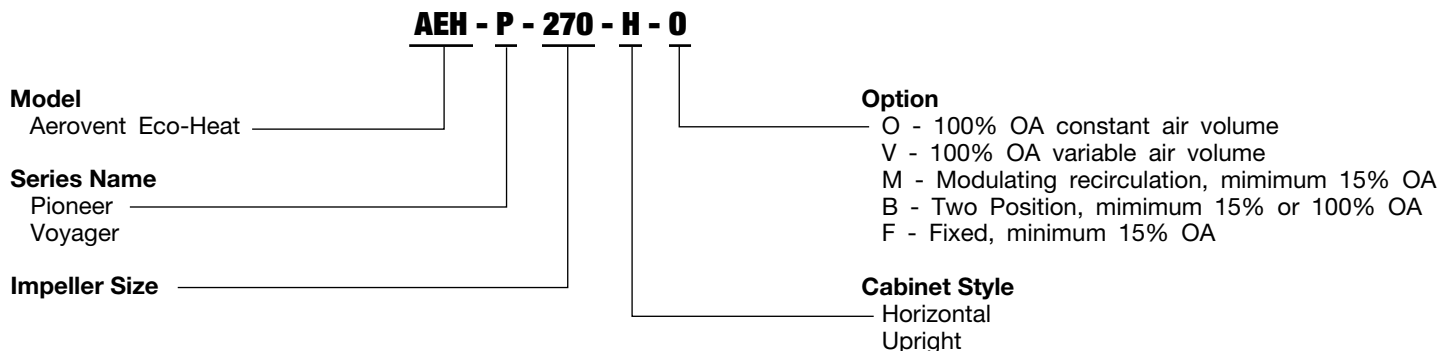 AEH - P - 270 - H - O
Model
Aerovent Eco-Heat
Series Name
Pioneer
Voyager
Impeller Size
Option
O - 100% OA constant air volume
V - 100% OA variable air volume
M - Modulating recirculation, mimimum 15% OA
B - Two Position, mimimum 15% or 100% OA
F - Fixed, minimum 15% OA
Cabinet Style
Horizontal
Upright